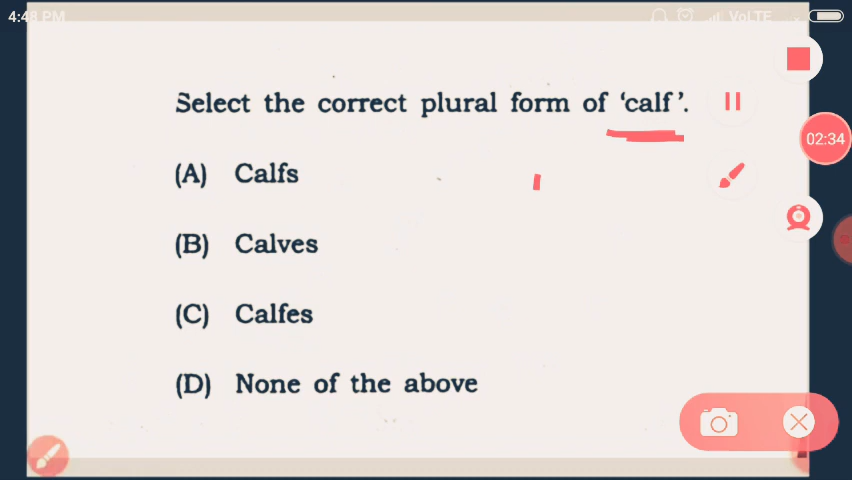 4:48 PM
VoLTE
Select the correct plural form of ‘calf’.
02:34
(A) Calfs
(B) Calves
(C) Calfes
(D) None of the above